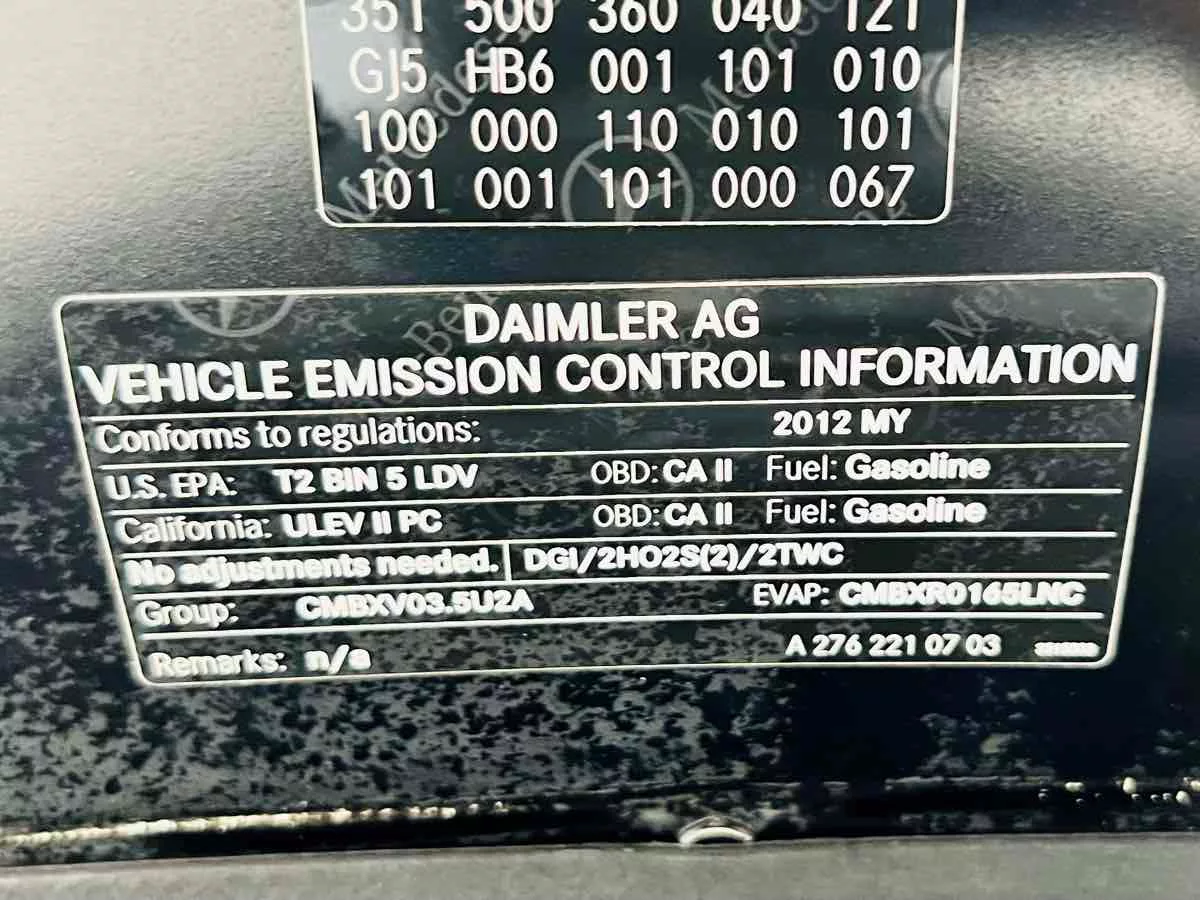 351 500 360 040 121
GJ5 HB6 001 101 010
100 000 110 010 101
101 001 101 000 067
DAIMLER AG
VEHICLE EMISSION CONTROL INFORMATION
Conforms to regulations: 2012 MY
U.S. EPA: T2 BIN 5 LDV OBD: CA II Fuel: Gasoline
California: ULEV II PC OBD: CA II Fuel: Gasoline
No adjustments needed. DGI/2HO2S(2)/2TWC
Group: CMBXV03.5U2A EVAP: CMBXR0165LNC
Remarks: n/a A 276 221 07 03